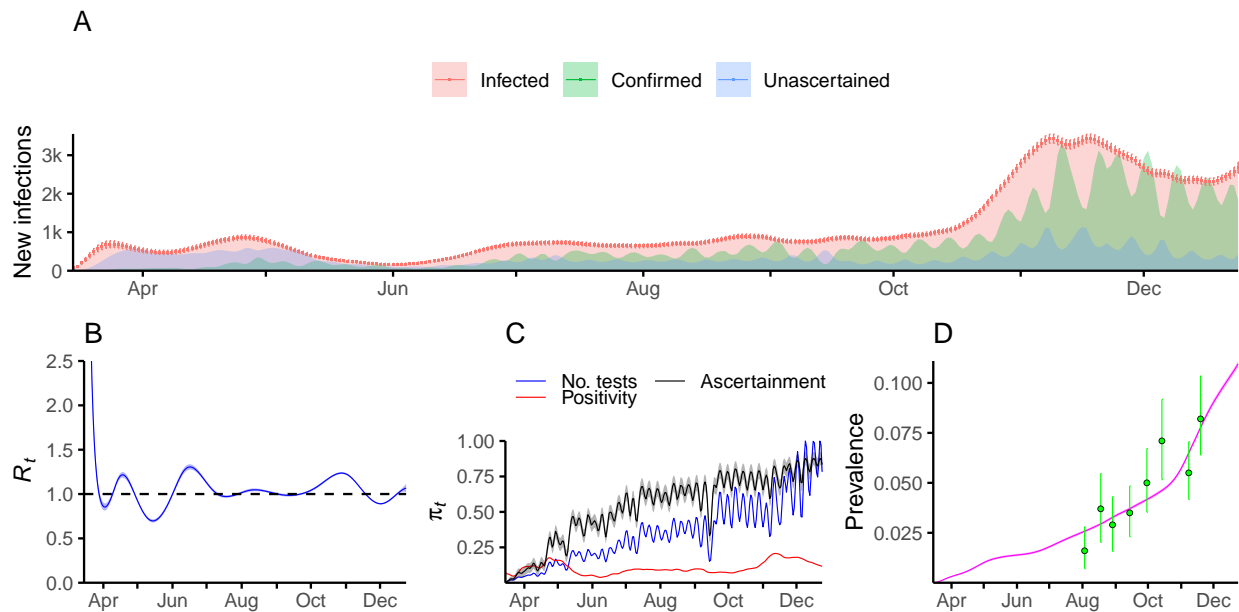 A
Infected Confirmed Unascertained
New infections
3k
2k
1k
0
Apr Jun Aug Oct Dec
B
R_t
2.5
2.0
1.5
1.0
0.5
0.0
Apr Jun Aug Oct Dec
C
No. tests Ascertainment
Positivity
π_t
1.00
0.75
0.50
0.25
Apr Jun Aug Oct Dec
D
Prevalence
0.100
0.075
0.050
0.025
Apr Jun Aug Oct Dec